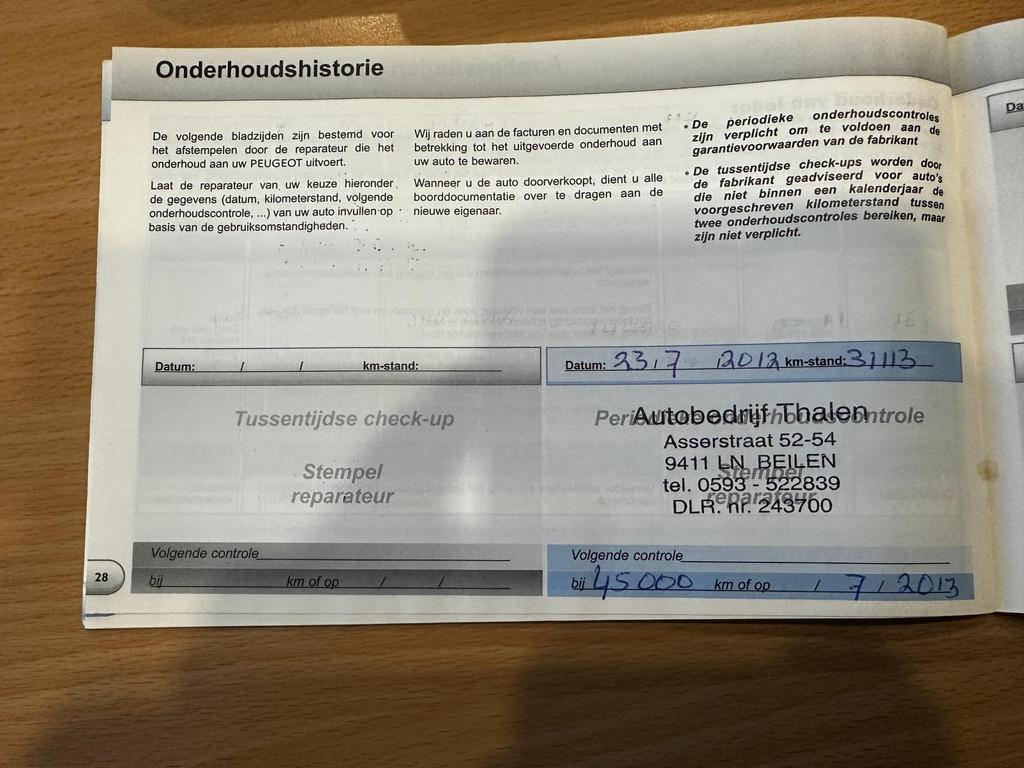 Onderhoudshistorie
De volgende bladzijden zijn bestemd voor
het afstempelen door de reparateur die het
onderhoud aan uw PEUGEOT uitvoert.
Laat de reparateur van uw keuze hieronder
de gegevens (datum, kilometerstand, volgende
onderhoudscontrole, ...) van uw auto invullen op
basis van de gebruiksomstandigheden.
Wij raden u aan de facturen en documenten met
betrekking tot het uitgevoerde onderhoud aan
uw auto te bewaren.
Wanneer u de auto doorverkoopt, dient u alle
boorddocumentatie over te dragen aan de
nieuwe eigenaar.
• De periodieke onderhoudscontroles
zijn verplicht om te voldoen aan de
garantievoorwaarden van de fabrikant
• De tussentijdse check-ups worden door
de fabrikant geadviseerd voor auto's
die niet binnen een kalenderjaar de
voorgeschreven kilometerstand tussen
twee onderhoudscontroles bereiken, maar
zijn niet verplicht.
Datum: / / km-stand:
Tussentijdse check-up
Stempel
reparateur
Volgende controle
bij km of op / /
Datum: 23 / 7 / 2012 km-stand: 31113
Periodieke onderhoudscontrole
Autobedrijf Thalen
Asserstraat 52-54
9411 LN BEILEN
Stempel
tel. 0593 - 522839
reparateur
DLR. nr. 243700
Volgende controle
bij 45000 km of op / 7 / 2013
28
Da